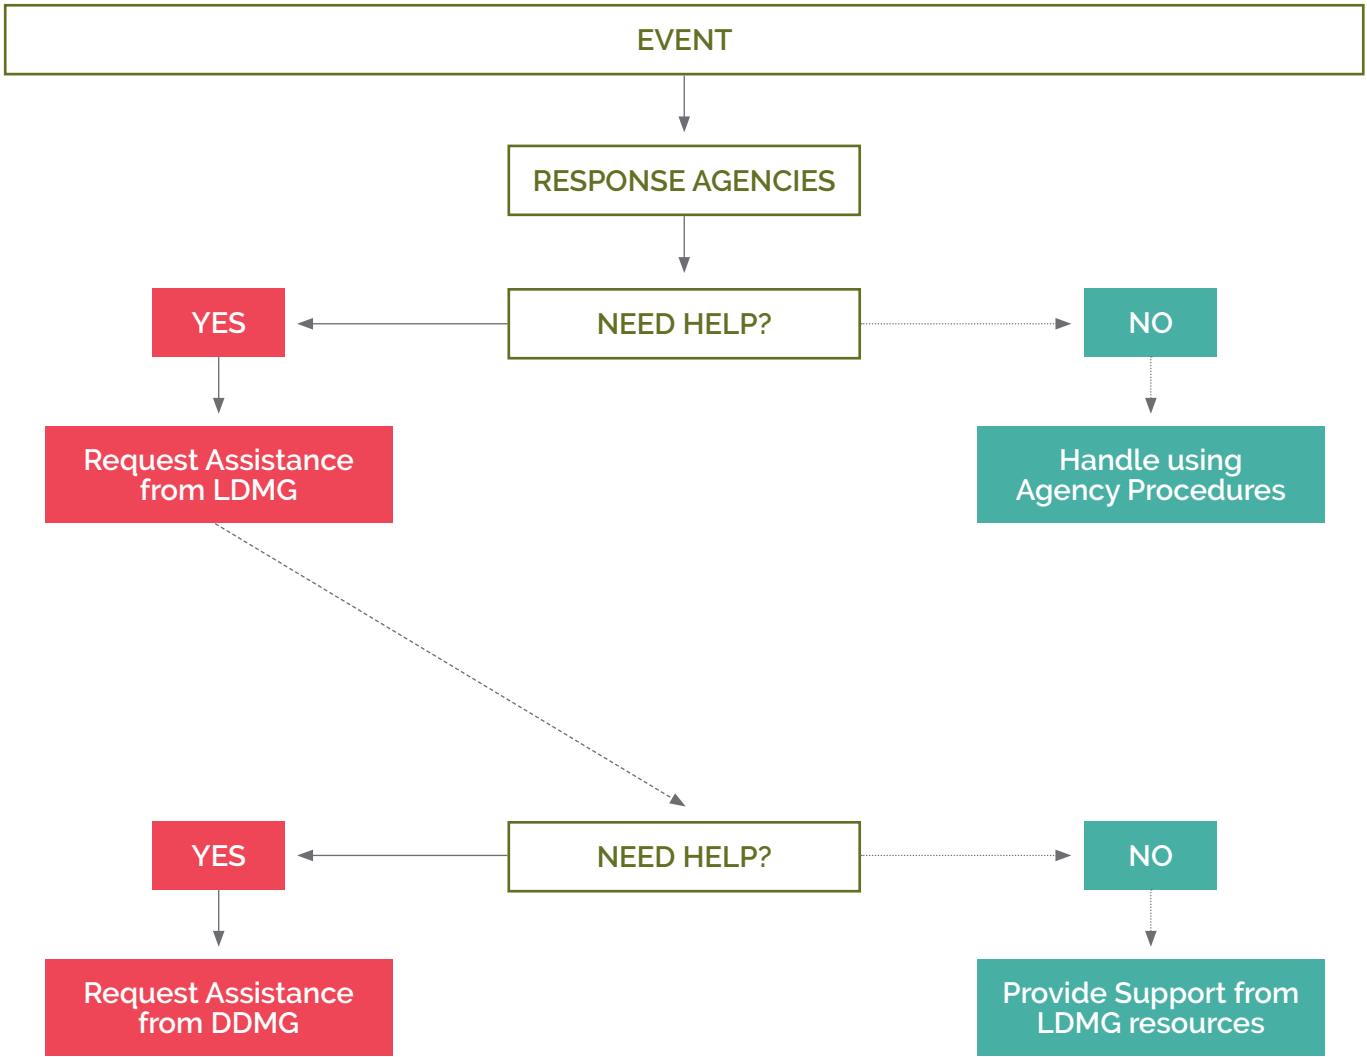 EVENT
RESPONSE AGENCIES
YES
NEED HELP?
NO
Request Assistance
from LDMG
Handle using
Agency Procedures
YES
NEED HELP?
NO
Request Assistance
from DDMG
Provide Support from
LDMG resources